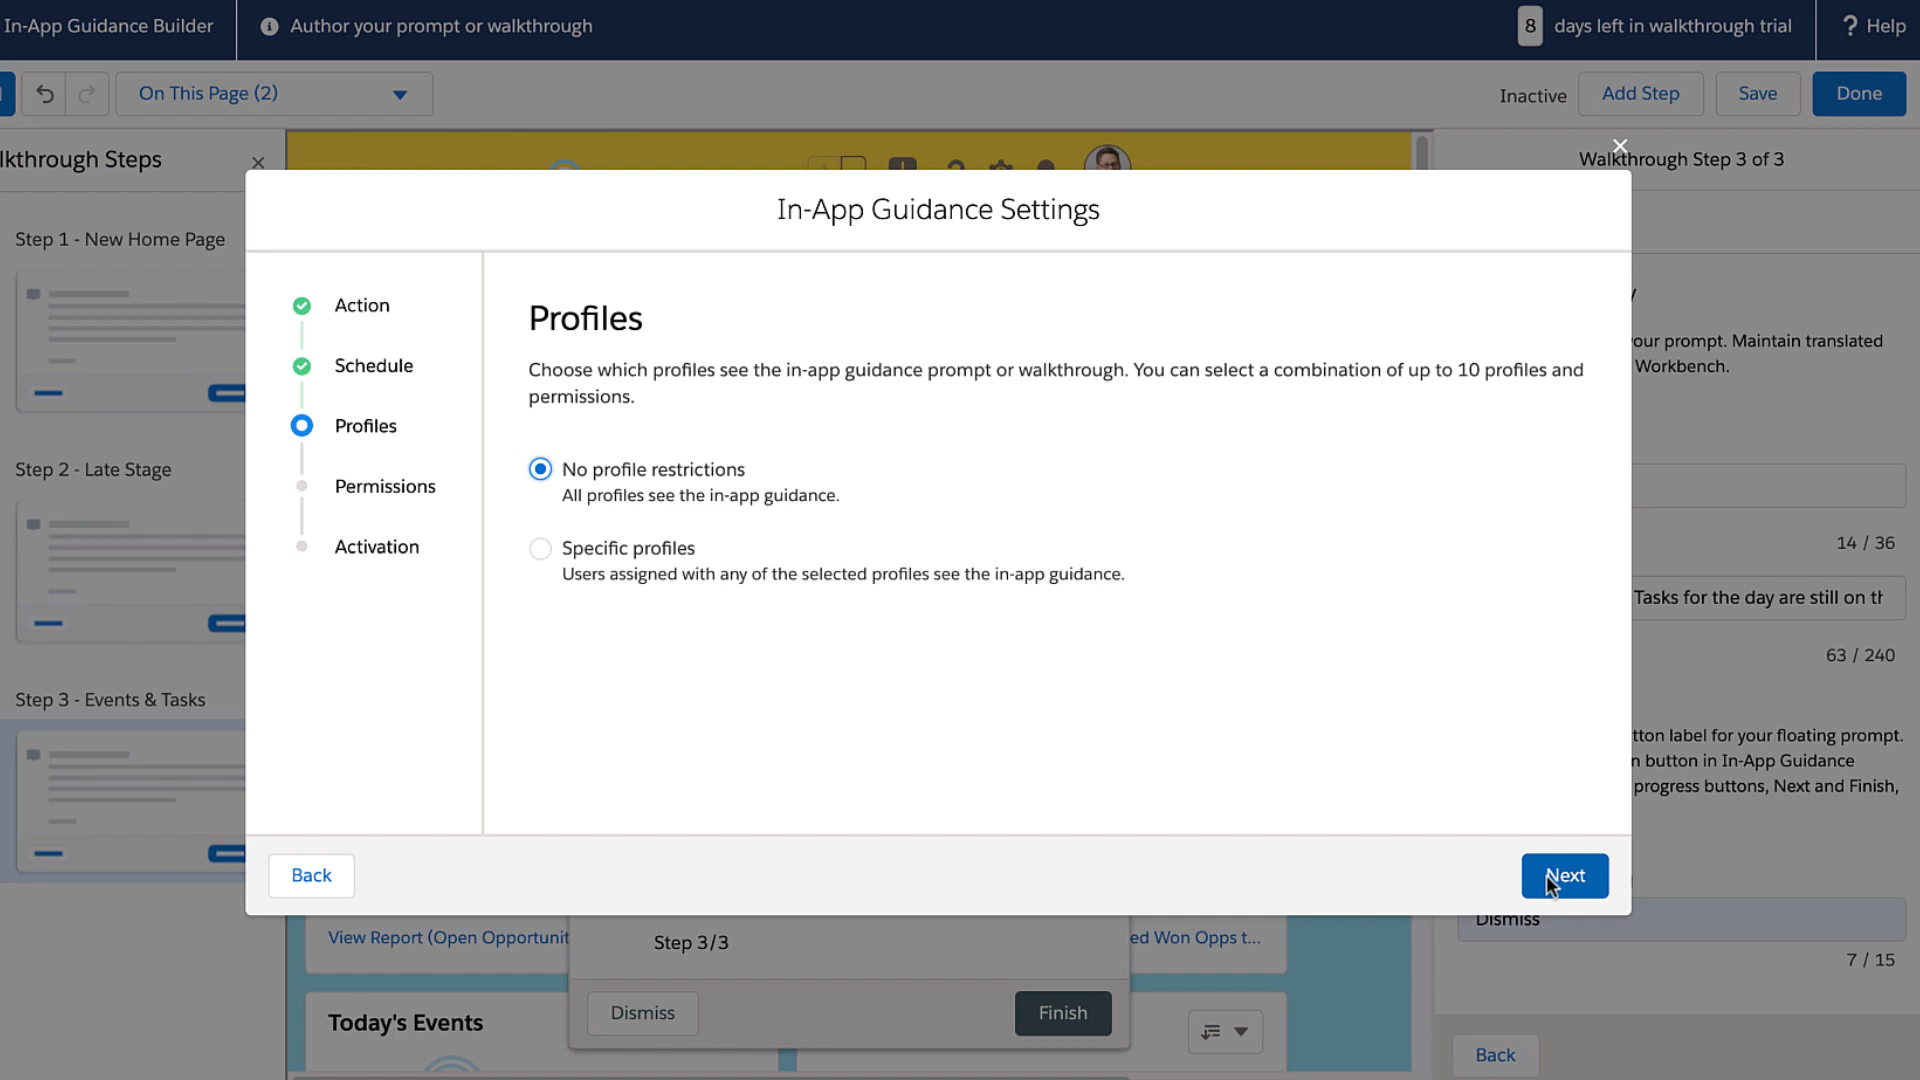 In-App Guidance Builder
Author your prompt or walkthrough
8 days left in walkthrough trial
? Help
On This Page (2)
Inactive
Add Step
Save
Done
lkthrough Steps
Walkthrough Step 3 of 3
Step 1 - New Home Page
Step 2 - Late Stage
Step 3 - Events & Tasks
In-App Guidance Settings
Action
Schedule
Profiles
Permissions
Activation
Profiles
Choose which profiles see the in-app guidance prompt or walkthrough. You can select a combination of up to 10 profiles and
permissions.
No profile restrictions
All profiles see the in-app guidance.
Specific profiles
Users assigned with any of the selected profiles see the in-app guidance.
Back
Next
our prompt. Maintain translated
Workbench.
14 / 36
Tasks for the day are still on th
63 / 240
tton label for your floating prompt.
n button in In-App Guidance
progress buttons, Next and Finish,
Dismiss
7 / 15
Back
View Report (Open Opportunit
Step 3/3
ed Won Opps t...
Dismiss
Finish
Today's Events